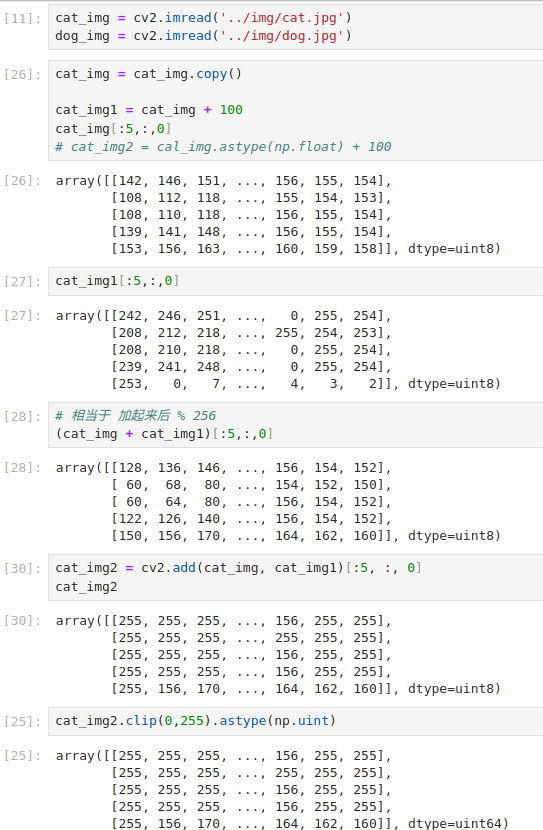 [11]: cat_img = cv2.imread('../img/cat.jpg')
dog_img = cv2.imread('../img/dog.jpg')
[26]: cat_img = cat_img.copy()
cat_img1 = cat_img + 100
cat_img[:5,:,0]
# cat_img2 = cal_img.astype(np.float) + 100
[26]: array([[142, 146, 151, ..., 156, 155, 154],
[108, 112, 118, ..., 155, 154, 153],
[108, 110, 118, ..., 156, 155, 154],
[139, 141, 148, ..., 156, 155, 154],
[153, 156, 163, ..., 160, 159, 158]], dtype=uint8)
[27]: cat_img1[:5,:,0]
[27]: array([[242, 246, 251, ..., 0, 255, 254],
[208, 212, 218, ..., 255, 254, 253],
[208, 210, 218, ..., 0, 255, 254],
[239, 241, 248, ..., 0, 255, 254],
[253, 0, 7, ..., 4, 3, 2]], dtype=uint8)
[28]: # 相当于 加起来后 % 256
(cat_img + cat_img1)[:5,:,0]
[28]: array([[128, 136, 146, ..., 156, 154, 152],
[ 60, 68, 80, ..., 154, 152, 150],
[ 60, 64, 80, ..., 156, 154, 152],
[122, 126, 140, ..., 156, 154, 152],
[150, 156, 170, ..., 164, 162, 160]], dtype=uint8)
[30]: cat_img2 = cv2.add(cat_img, cat_img1)[:5, :, 0]
cat_img2
[30]: array([[255, 255, 255, ..., 156, 255, 255],
[255, 255, 255, ..., 255, 255, 255],
[255, 255, 255, ..., 156, 255, 255],
[255, 255, 255, ..., 156, 255, 255],
[255, 156, 170, ..., 164, 162, 160]], dtype=uint8)
[25]: cat_img2.clip(0,255).astype(np.uint)
[25]: array([[255, 255, 255, ..., 156, 255, 255],
[255, 255, 255, ..., 255, 255, 255],
[255, 255, 255, ..., 156, 255, 255],
[255, 255, 255, ..., 156, 255, 255],
[255, 156, 170, ..., 164, 162, 160]], dtype=uint64)